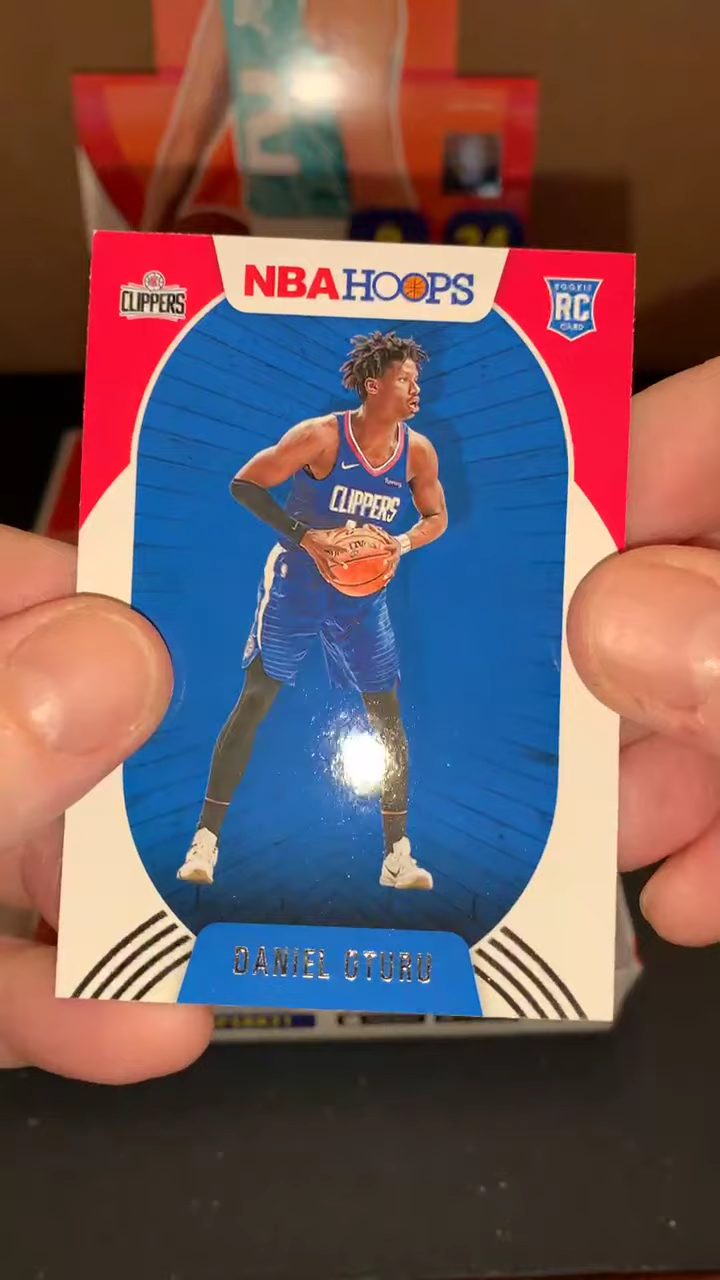 CLIPPERS
NBA HOOPS
ROOKIE
RC
CARD
CLIPPERS
DANIEL OTURU